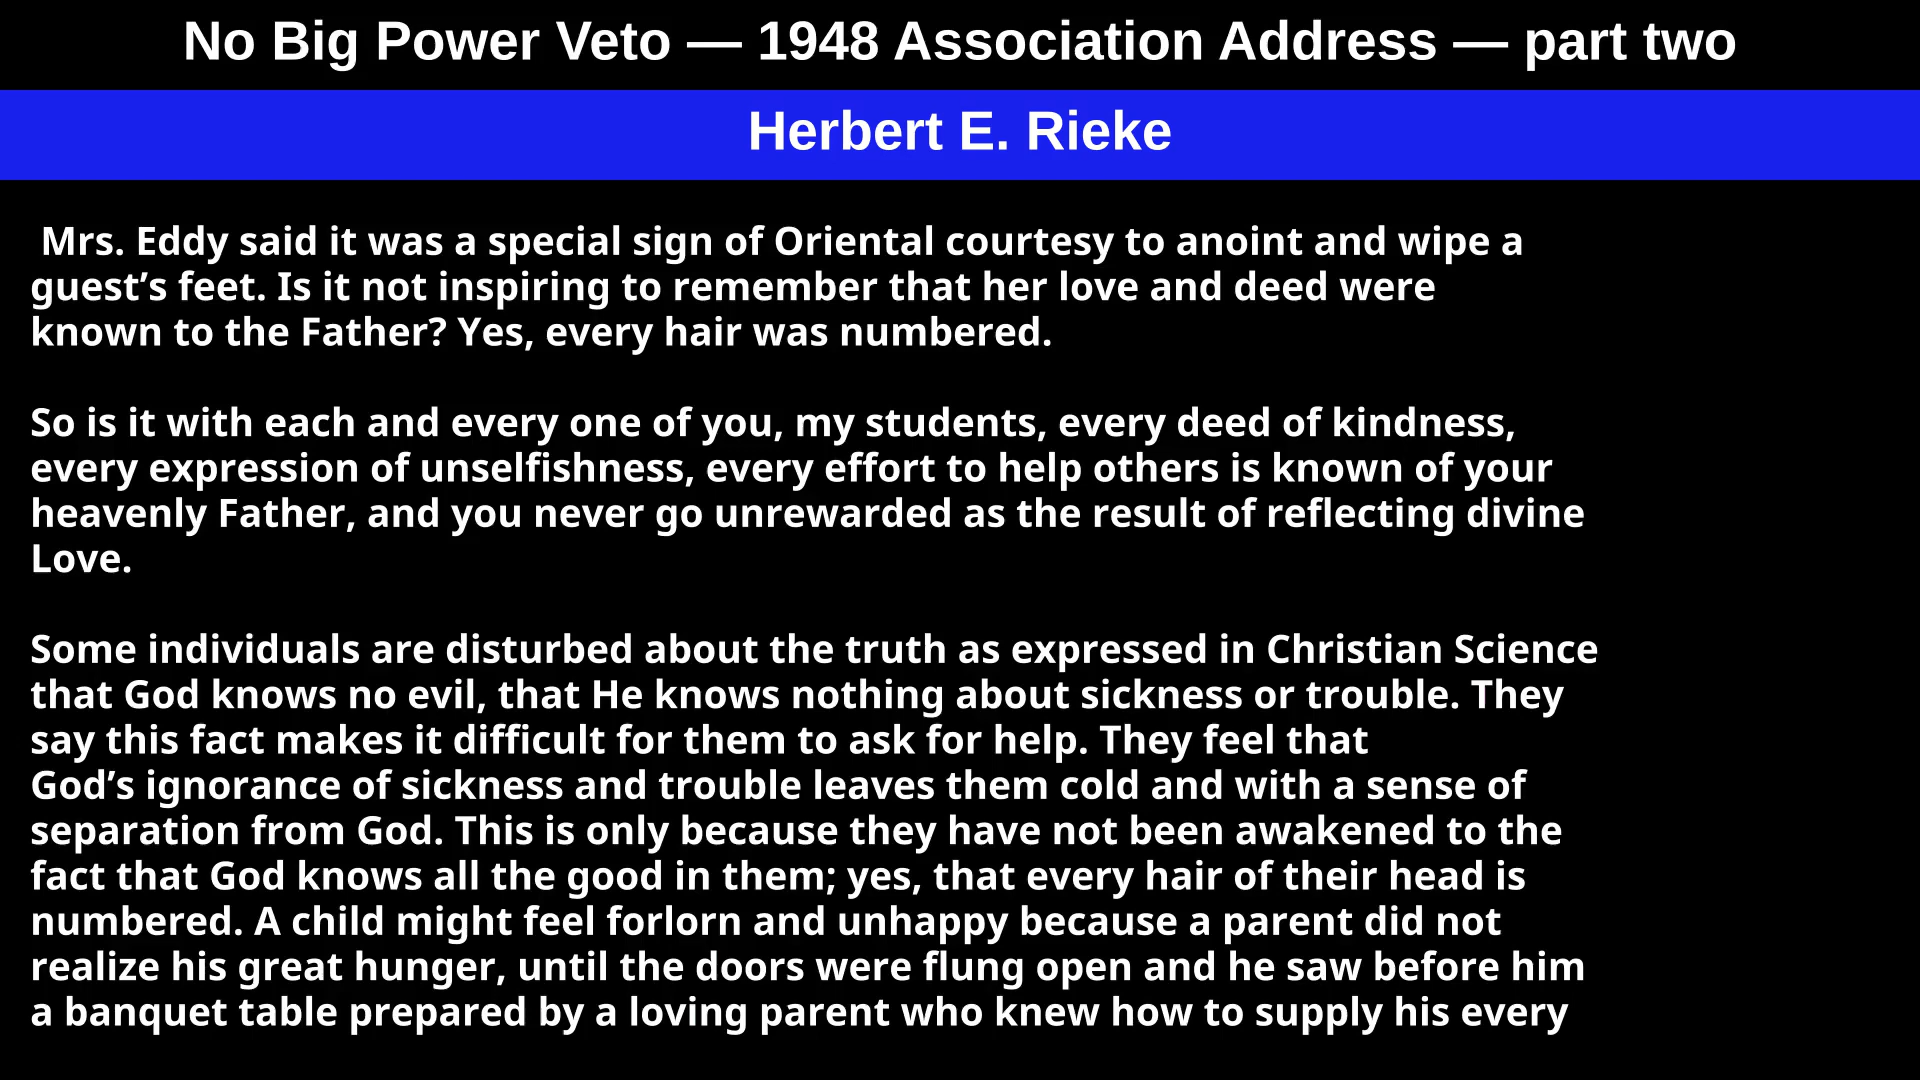 No Big Power Veto — 1948 Association Address — part two
Herbert E. Rieke
Mrs. Eddy said it was a special sign of Oriental courtesy to anoint and wipe a
guest’s feet. Is it not inspiring to remember that her love and deed were
known to the Father? Yes, every hair was numbered.
So is it with each and every one of you, my students, every deed of kindness,
every expression of unselfishness, every effort to help others is known of your
heavenly Father, and you never go unrewarded as the result of reflecting divine
Love.
Some individuals are disturbed about the truth as expressed in Christian Science
that God knows no evil, that He knows nothing about sickness or trouble. They
say this fact makes it difficult for them to ask for help. They feel that
God’s ignorance of sickness and trouble leaves them cold and with a sense of
separation from God. This is only because they have not been awakened to the
fact that God knows all the good in them; yes, that every hair of their head is
numbered. A child might feel forlorn and unhappy because a parent did not
realize his great hunger, until the doors were flung open and he saw before him
a banquet table prepared by a loving parent who knew how to supply his every